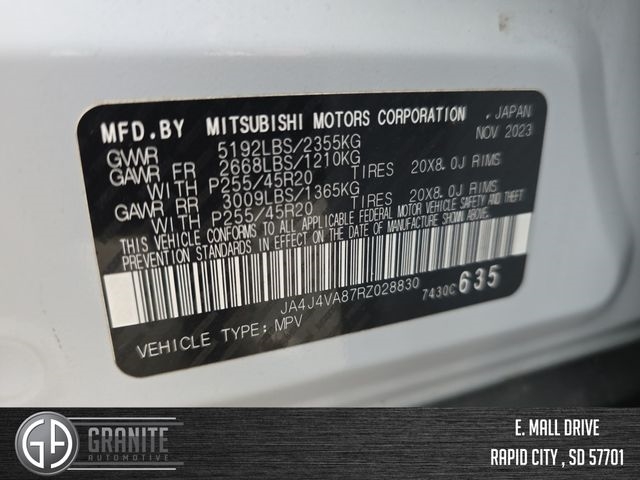 MFD.BY MITSUBISHI MOTORS CORPORATION , JAPAN
NOV 2023
GVWR 5192LBS/2355KG
GAWR FR 2668LBS/1210KG
WITH P255/45R20 TIRES 20X8.0J RIMS
GAWR RR 3009LBS/1365KG
WITH P255/45R20 TIRES 20X8.0J RIMS
THIS VEHICLE CONFORMS TO ALL APPLICABLE FEDERAL MOTOR VEHICLE SAFETY AND THEFT
PREVENTION STANDARDS IN EFFECT ON THE DATE OF MANUFACTURE SHOWN ABOVE.
JA4J4VA87RZ028830
7430C 635
VEHICLE TYPE: MPV
GA GRANITE
AUTOMOTIVE
E. MALL DRIVE
RAPID CITY , SD 57701